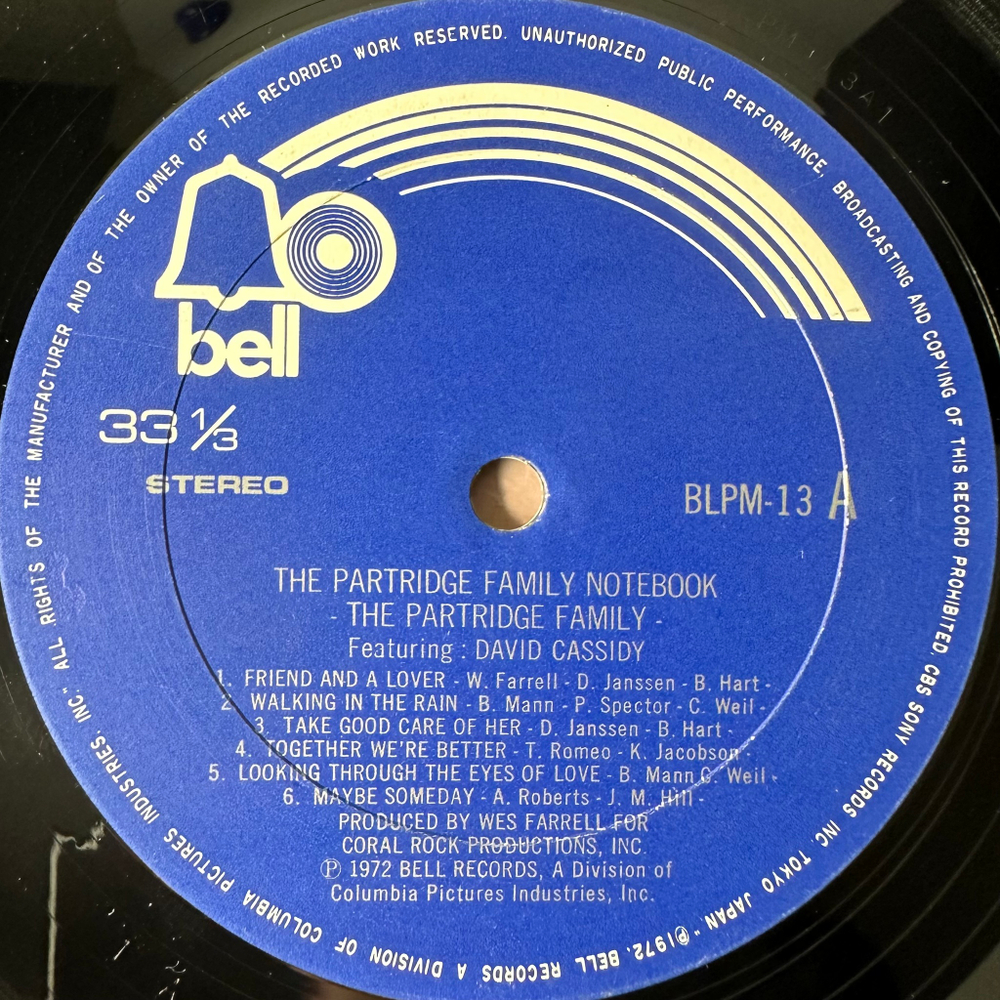 ALL RIGHTS OF THE MANUFACTURER AND OF THE OWNER OF THE RECORDED WORK RESERVED. UNAUTHORIZED PUBLIC PERFORMANCE, BROADCASTING AND COPYING OF THIS RECORD PROHIBITED. CBS SONY RECORDS INC TOKYO JAPAN "℗1972. BELL RECORDS A DIVISION OF COLUMBIA PICTURES INDUSTRIES, INC."
3A1
bell
33 1/3
STEREO
BLPM-13 A
THE PARTRIDGE FAMILY NOTEBOOK
- THE PARTRIDGE FAMILY -
Featuring : DAVID CASSIDY
1. FRIEND AND A LOVER - W. Farrell - D. Janssen - B. Hart -
2. WALKING IN THE RAIN - B. Mann - P. Spector - C. Weil -
3. TAKE GOOD CARE OF HER - D. Janssen - B. Hart -
4. TOGETHER WE'RE BETTER - T. Romeo - K. Jacobson -
5. LOOKING THROUGH THE EYES OF LOVE - B. Mann C. Weil -
6. MAYBE SOMEDAY - A. Roberts - J. M. Hill -
PRODUCED BY WES FARRELL FOR
CORAL ROCK PRODUCTIONS, INC.
℗ 1972 BELL RECORDS, A Division of
Columbia Pictures Industries, Inc.